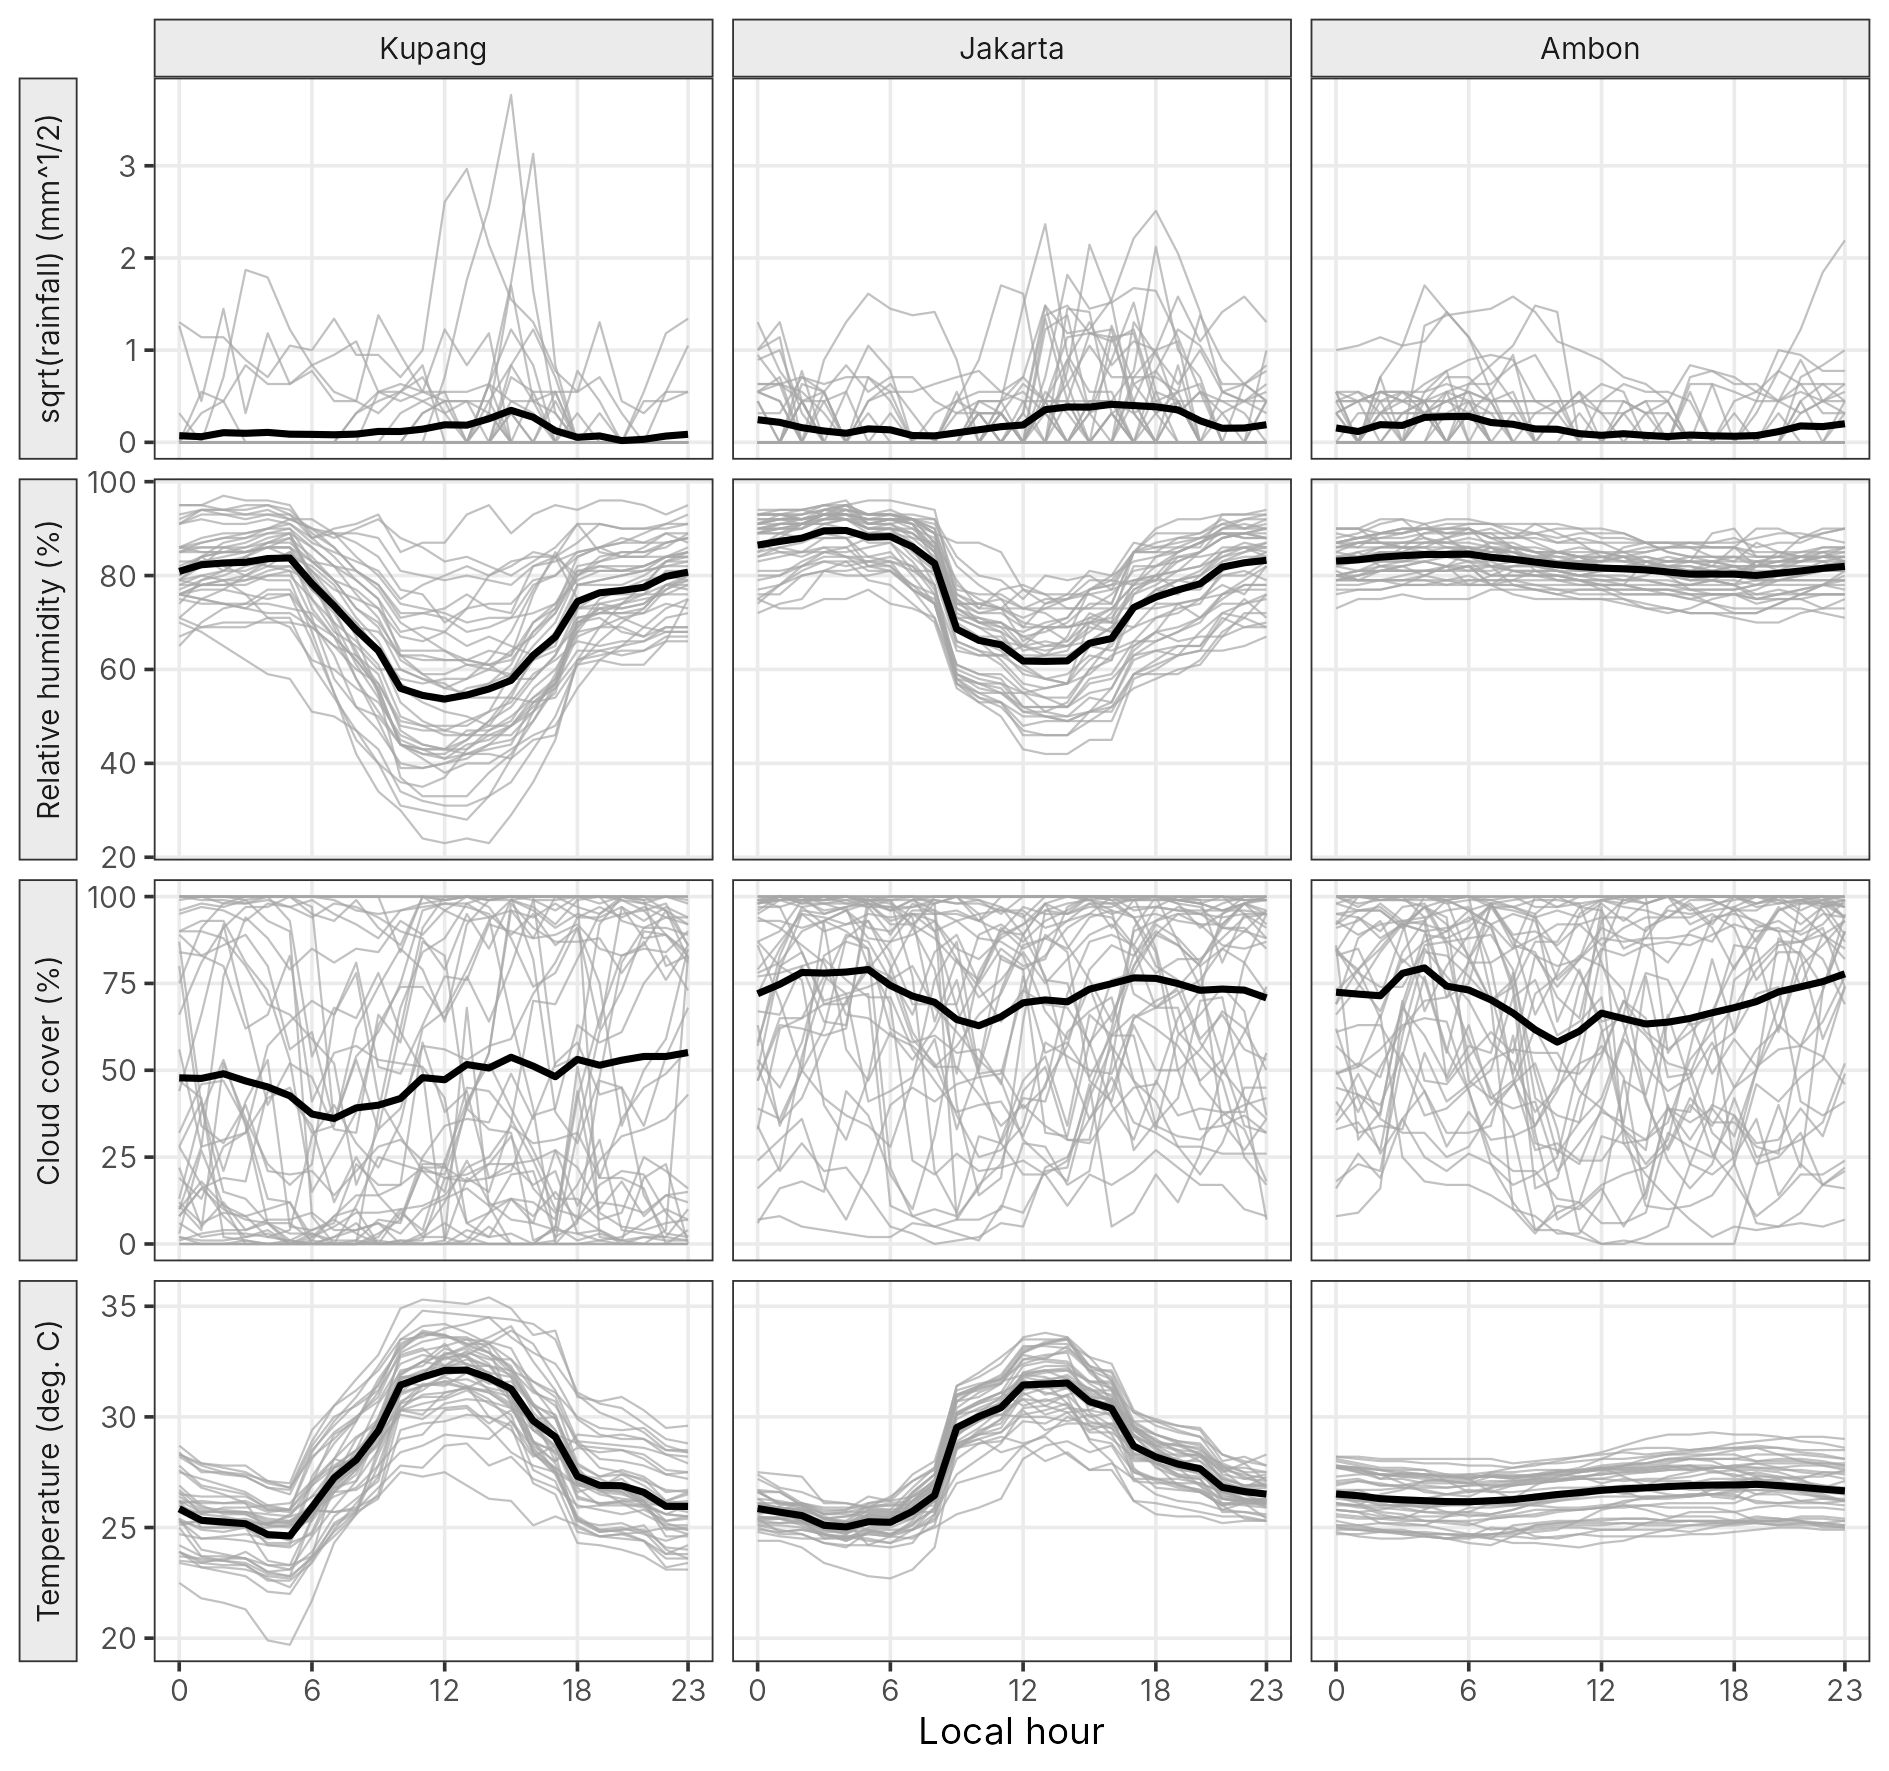 Kupang
Jakarta
Ambon
sqrt(rainfall) (mm^1/2)
3
2
1
0
Relative humidity (%)
100
80
60
40
20
Cloud cover (%)
100
75
50
25
0
Temperature (deg. C)
35
30
25
20
0 6 12 18 23
0 6 12 18 23
0 6 12 18 23
Local hour